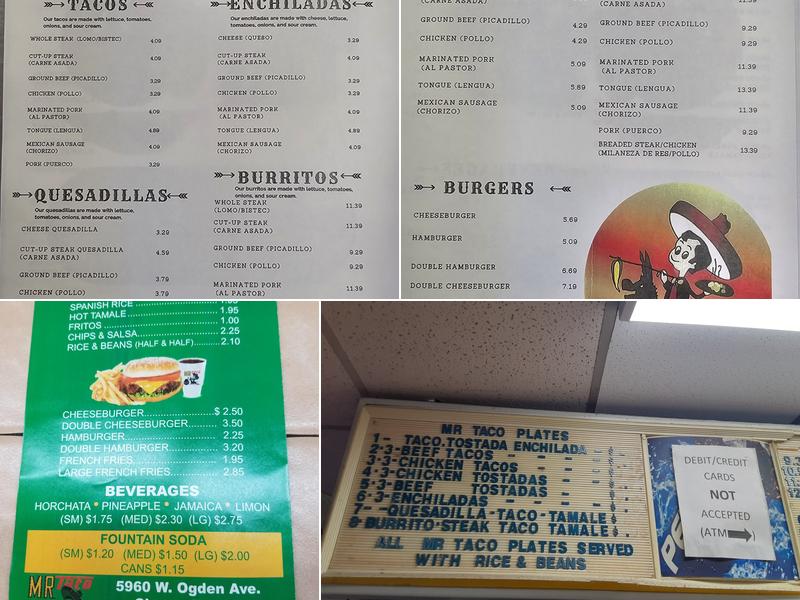 TACOS
Our tacos are made with lettuce, tomatoes,
onions, and sour cream.
WHOLE STEAK (LOMO/BISTEC) 4.09
CUT-UP STEAK
(CARNE ASADA) 4.09
GROUND BEEF (PICADILLO) 3.29
CHICKEN (POLLO) 3.29
MARINATED PORK
(AL PASTOR) 4.09
TONGUE (LENGUA) 4.89
MEXICAN SAUSAGE
(CHORIZO) 4.09
PORK (PUERCO) 3.29
QUESADILLAS
Our quesadillas are made with lettuce,
tomatoes, onions, and sour cream.
CHEESE QUESADILLA 3.29
CUT-UP STEAK QUESADILLA
(CARNE ASADA) 4.59
GROUND BEEF (PICADILLO) 3.79
CHICKEN (POLLO) 3.79
ENCHILADAS
Our enchiladas are made with cheese, lettuce,
tomatoes, onions, and sour cream.
CHEESE (QUESO) 3.29
CUT-UP STEAK
(CARNE ASADA) 4.09
GROUND BEEF (PICADILLO) 3.29
CHICKEN (POLLO) 3.29
MARINATED PORK
(AL PASTOR) 4.09
TONGUE (LENGUA) 4.89
MEXICAN SAUSAGE
(CHORIZO) 4.09
BURRITOS
Our burritos are made with lettuce, tomatoes,
onions, and sour cream.
WHOLE STEAK
(LOMO/BISTEC) 11.39
CUT-UP STEAK
(CARNE ASADA) 11.39
GROUND BEEF (PICADILLO) 9.29
CHICKEN (POLLO) 9.29
MARINATED PORK
(AL PASTOR) 11.39
(CARNE ASADA)
GROUND BEEF (PICADILLO) 4.29
CHICKEN (POLLO) 4.29
MARINATED PORK
(AL PASTOR) 5.09
TONGUE (LENGUA) 5.89
MEXICAN SAUSAGE
(CHORIZO) 5.09
(CARNE ASADA) 11.39
GROUND BEEF (PICADILLO) 9.29
CHICKEN (POLLO) 9.29
MARINATED PORK
(AL PASTOR) 11.39
TONGUE (LENGUA) 13.39
MEXICAN SAUSAGE
(CHORIZO) 11.39
PORK (PUERCO) 9.29
BREADED STEAK/CHICKEN
(MILANEZA DE RES/POLLO) 13.39
BURGERS
CHEESEBURGER 5.69
HAMBURGER 5.09
DOUBLE HAMBURGER 6.69
DOUBLE CHEESEBURGER 7.19
SPANISH RICE
HOT TAMALE 1.95
FRITOS 1.00
CHIPS & SALSA 2.25
RICE & BEANS (HALF & HALF) 2.10
CHEESEBURGER $ 2.50
DOUBLE CHEESEBURGER 3.50
HAMBURGER 2.25
DOUBLE HAMBURGER 3.20
FRENCH FRIES 1.95
LARGE FRENCH FRIES 2.85
BEVERAGES
HORCHATA * PINEAPPLE * JAMAICA * LIMON
(SM) $1.75 (MED) $2.30 (LG) $2.75
FOUNTAIN SODA
(SM) $1.20 (MED) $1.50 (LG) $2.00
CANS $1.15
MR Taco
5960 W. Ogden Ave.
MR TACO PLATES
1- TACO.TOSTADA ENCHILADA
2-3-BEEF TACOS
3-3-CHICKEN TACOS
4-3-CHICKEN TOSTADAS
5-3-BEEF TOSTADAS
6-3-ENCHILADAS
7- -QUESADILLA-TACO-TAMALE
8-BURRITO-STEAK TACO TAMALE
ALL MR TACO PLATES SERVED
WITH RICE & BEANS
DEBIT/CREDIT
CARDS
NOT
ACCEPTED
(ATM )